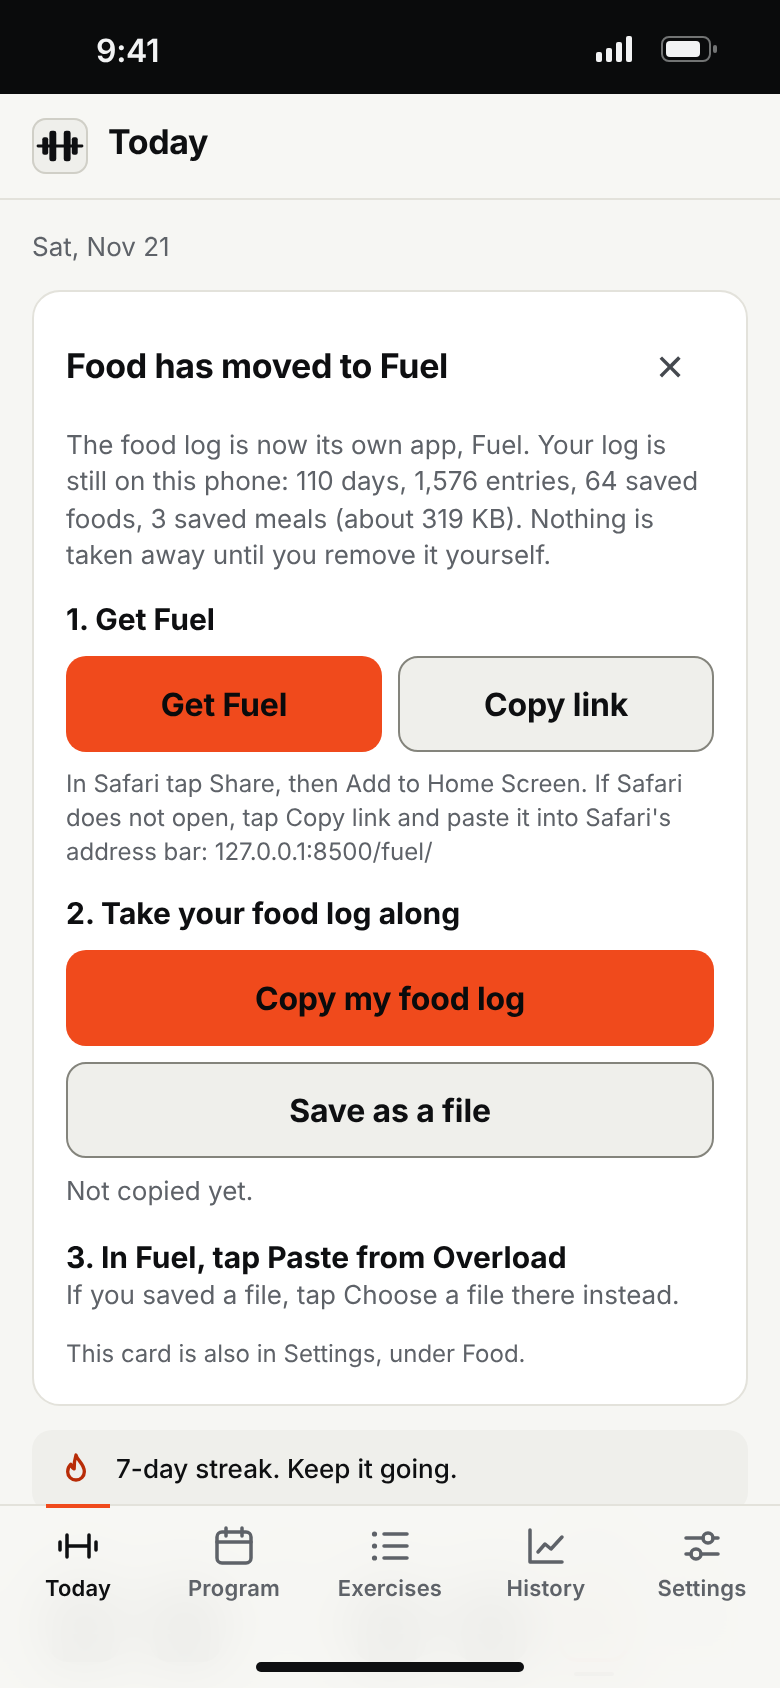 9:41
Today
Sat, Nov 21
Food has moved to Fuel
The food log is now its own app, Fuel. Your log is
still on this phone: 110 days, 1,576 entries, 64 saved
foods, 3 saved meals (about 319 KB). Nothing is
taken away until you remove it yourself.
1. Get Fuel
Get Fuel
Copy link
In Safari tap Share, then Add to Home Screen. If Safari
does not open, tap Copy link and paste it into Safari's
address bar: 127.0.0.1:8500/fuel/
2. Take your food log along
Copy my food log
Save as a file
Not copied yet.
3. In Fuel, tap Paste from Overload
If you saved a file, tap Choose a file there instead.
This card is also in Settings, under Food.
7-day streak. Keep it going.
Today
Program
Exercises
History
Settings